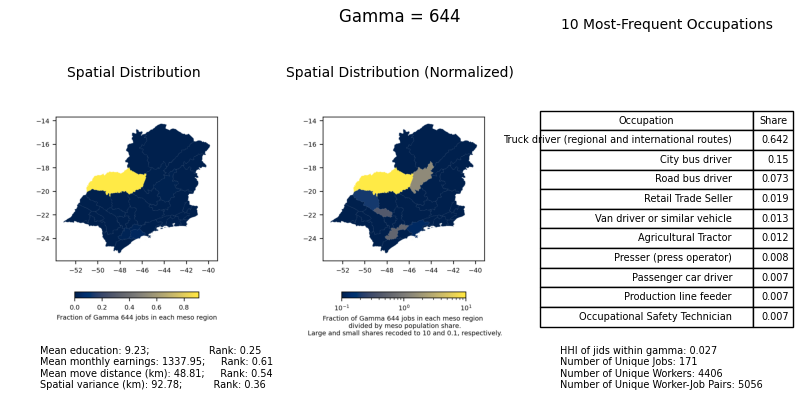 Gamma = 644
10 Most-Frequent Occupations
Spatial Distribution
Spatial Distribution (Normalized)
−14
−16
−18
−20
−22
−24
−52 −50 −48 −46 −44 −42 −40
0.0 0.2 0.4 0.6 0.8
Fraction of Gamma 644 jobs in each meso region
−14
−16
−18
−20
−22
−24
−52 −50 −48 −46 −44 −42 −40
10⁻¹ 10⁰ 10¹
Fraction of Gamma 644 jobs in each meso region
divided by meso population share.
Large and small shares recoded to 10 and 0.1, respectively.
Occupation Share
Truck driver (regional and international routes) 0.642
City bus driver 0.15
Road bus driver 0.073
Retail Trade Seller 0.019
Van driver or similar vehicle 0.013
Agricultural Tractor 0.012
Presser (press operator) 0.008
Passenger car driver 0.007
Production line feeder 0.007
Occupational Safety Technician 0.007
Mean education: 9.23; Rank: 0.25
Mean monthly earnings: 1337.95; Rank: 0.61
Mean move distance (km): 48.81; Rank: 0.54
Spatial variance (km): 92.78; Rank: 0.36
HHI of jids within gamma: 0.027
Number of Unique Jobs: 171
Number of Unique Workers: 4406
Number of Unique Worker-Job Pairs: 5056